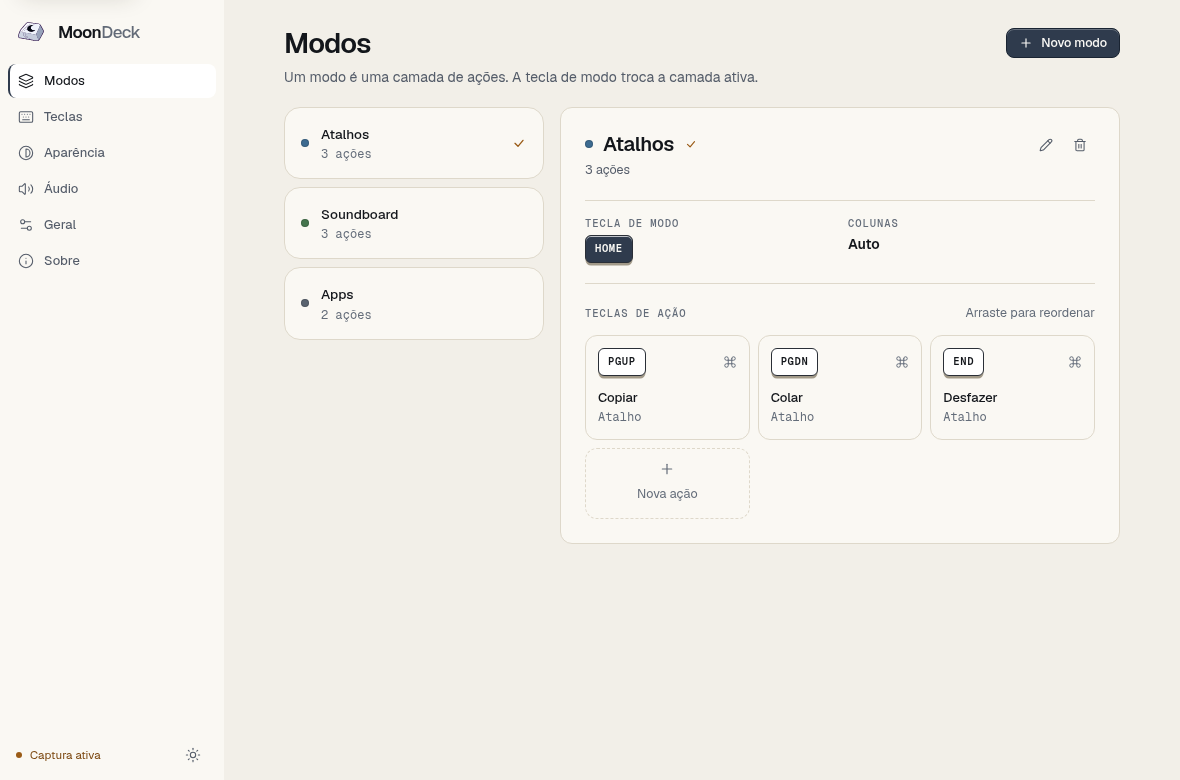 MoonDeck
Modos
Teclas
Aparência
Áudio
Geral
Sobre
Captura ativa
Modos
Novo modo
Um modo é uma camada de ações. A tecla de modo troca a camada ativa.
Atalhos
3 ações
Soundboard
3 ações
Apps
2 ações
Atalhos
3 ações
TECLA DE MODO
HOME
COLUNAS
Auto
TECLAS DE AÇÃO
Arraste para reordenar
PGUP
Copiar
Atalho
PGDN
Colar
Atalho
END
Desfazer
Atalho
Nova ação